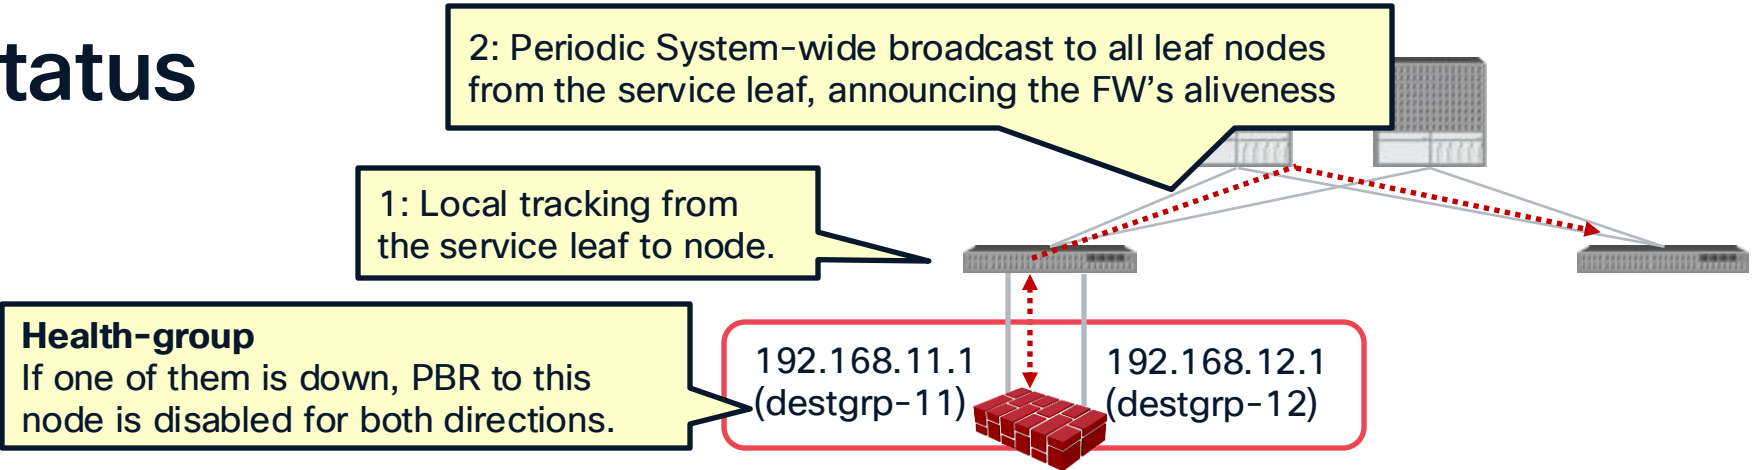 tatus
2: Periodic System-wide broadcast to all leaf nodes
from the service leaf, announcing the FW's aliveness
1: Local tracking from
the service leaf to node.
Health-group
If one of them is down, PBR to this
node is disabled for both directions.
192.168.11.1
(destgrp-11)
192.168.12.1
(destgrp-12)